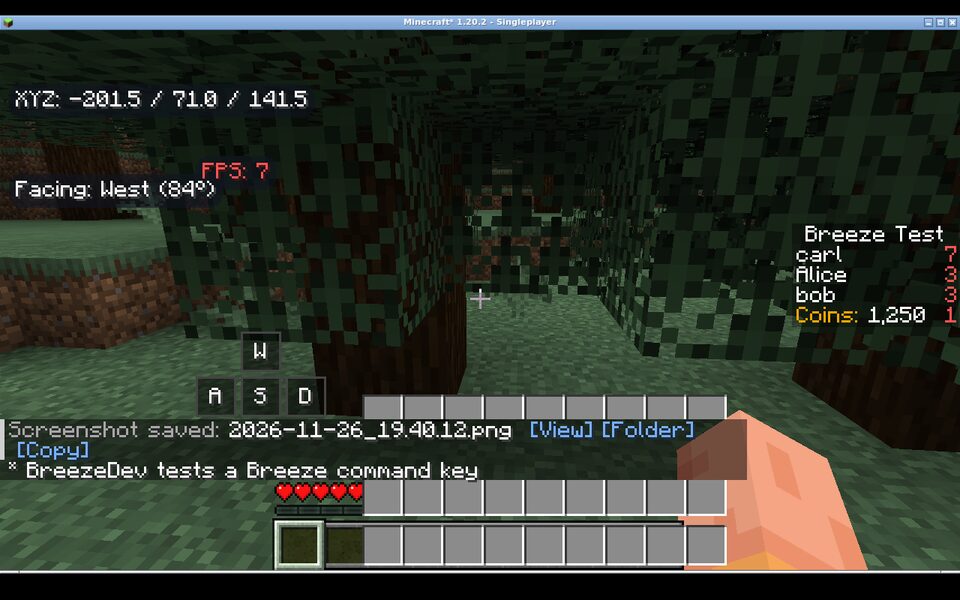 Minecraft* 1.20.2 - Singleplayer
XYZ: -201.5 / 71.0 / 141.5
FPS: 7
Facing: West (84º)
Breeze Test
carl 7
Alice 3
bob 3
Coins: 1,250 1
W
A S D
Screenshot saved: 2026-11-26_19.40.12.png [View] [Folder]
[Copy]
* BreezeDev tests a Breeze command key